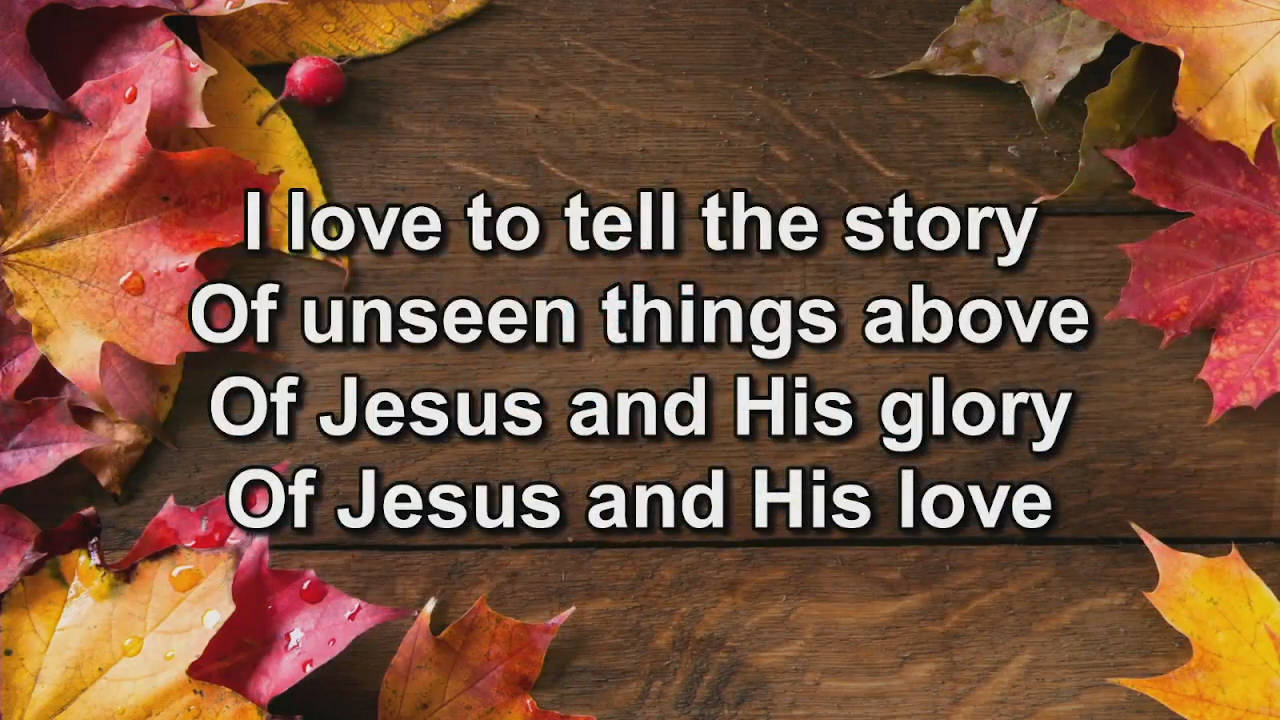 I love to tell the story
Of unseen things above
Of Jesus and His glory
Of Jesus and His love